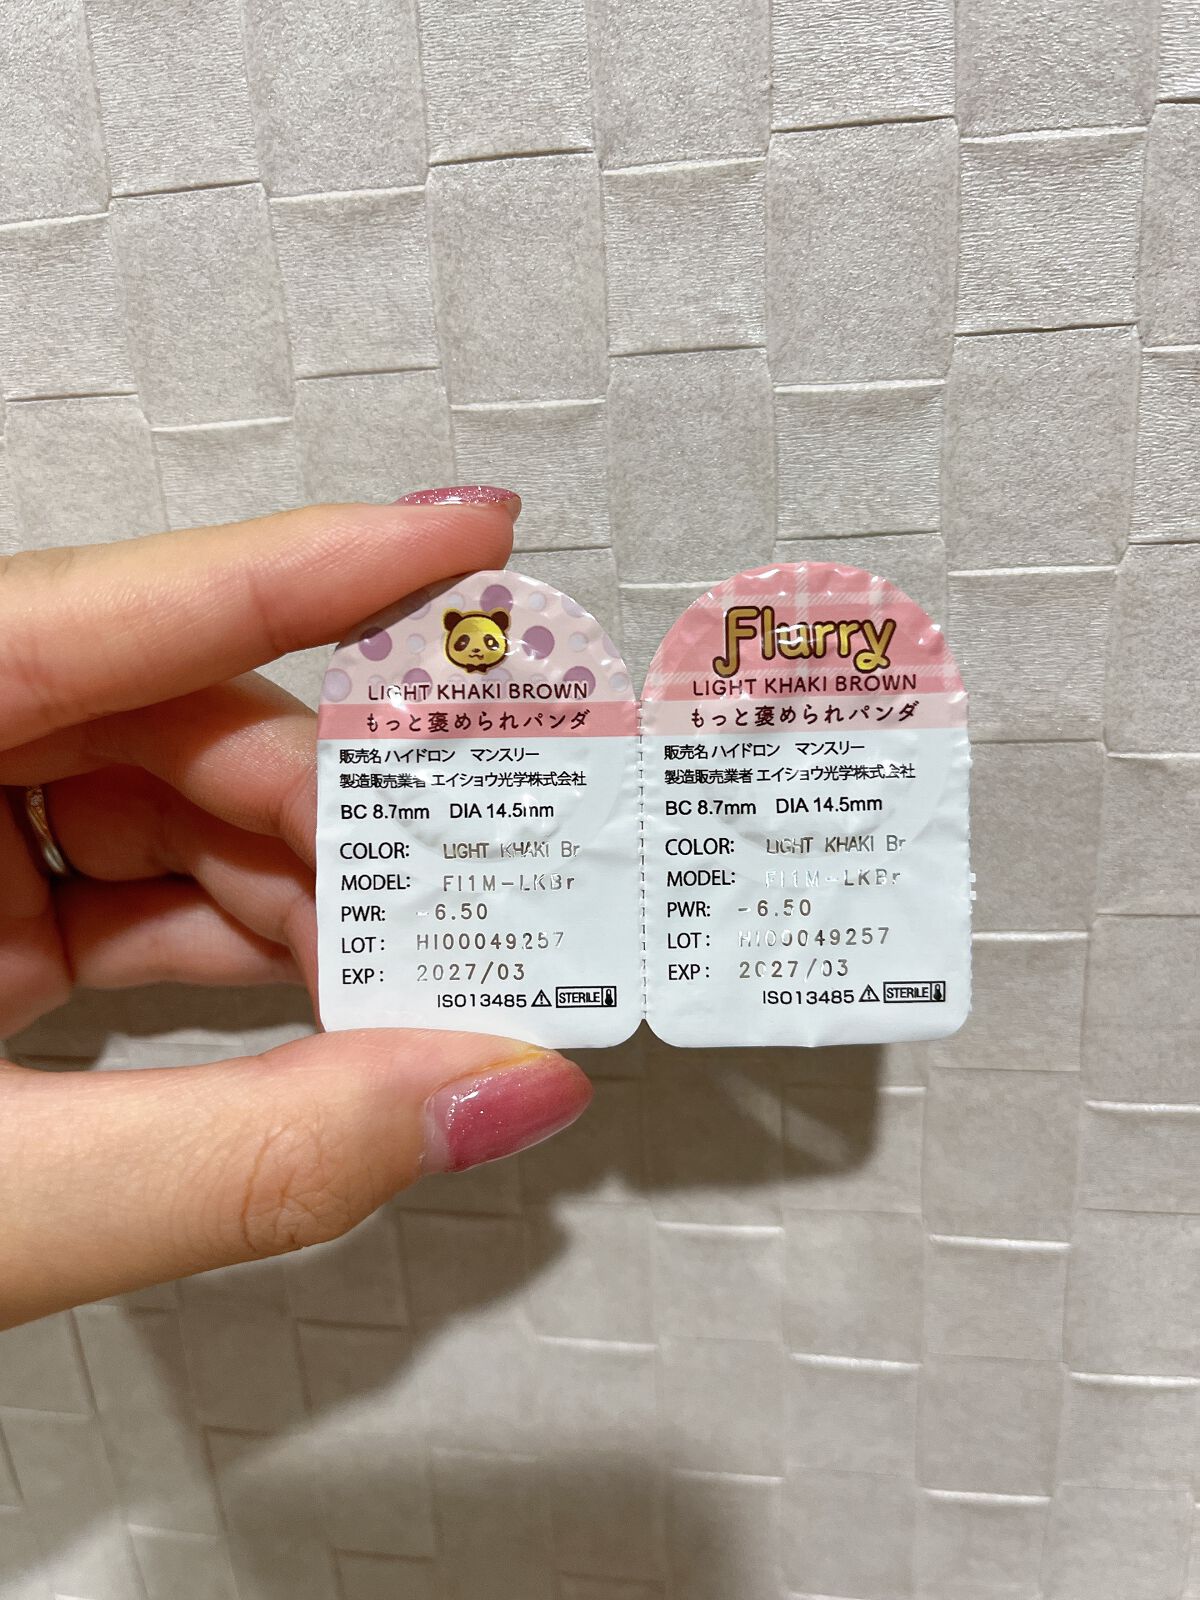 LIGHT KHAKI BROWN
もっと褒められパンダ
販売名 ハイドロン マンスリー
製造販売業者 エイショウ光学株式会社
BC 8.7mm DIA 14.5mm
COLOR: LIGHT KHAKI Br
MODEL: Fl1M-LKBr
PWR: -6.50
LOT: HI00049257
EXP: 2027/03
ISO13485 STERILE
Flurry
LIGHT KHAKI BROWN
もっと褒められパンダ
販売名 ハイドロン マンスリー
製造販売業者 エイショウ光学株式会社
BC 8.7mm DIA 14.5mm
COLOR: LIGHT KHAKI Br
MODEL: Fl1M-LKBr
PWR: -6.50
LOT: HI00049257
EXP: 2027/03
ISO13485 STERILE